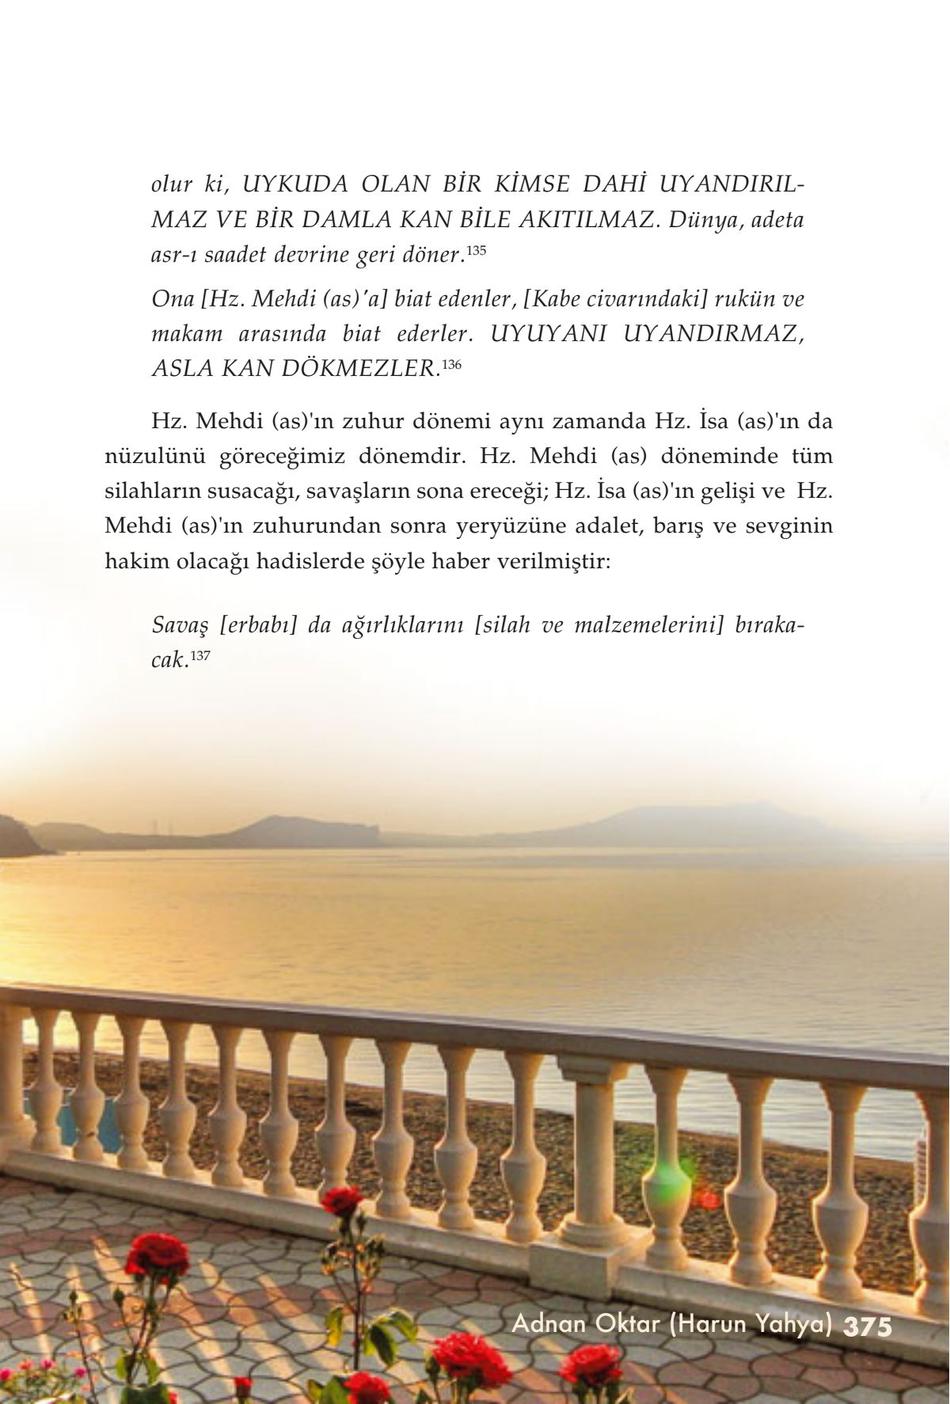 olur ki, UYKUDA OLAN BİR KİMSE DAHİ UYANDIRIL-
MAZ VE BİR DAMLA KAN BİLE AKITILMAZ. Dünya, adeta
asr-ı saadet devrine geri döner.135
Ona [Hz. Mehdi (as)'a] biat edenler, [Kabe civarındaki] rukün ve
makam arasında biat ederler. UYUYANI UYANDIRMAZ,
ASLA KAN DÖKMEZLER.136
Hz. Mehdi (as)'ın zuhur dönemi aynı zamanda Hz. İsa (as)'ın da
nüzulünü göreceğimiz dönemdir. Hz. Mehdi (as) döneminde tüm
silahların susacağı, savaşların sona ereceği; Hz. İsa (as)'ın gelişi ve Hz.
Mehdi (as)'ın zuhurundan sonra yeryüzüne adalet, barış ve sevginin
hakim olacağı hadislerde şöyle haber verilmiştir:
Savaş [erbabı] da ağırlıklarını [silah ve malzemelerini] bıraka-
cak.137
Adnan Oktar (Harun Yahya) 375